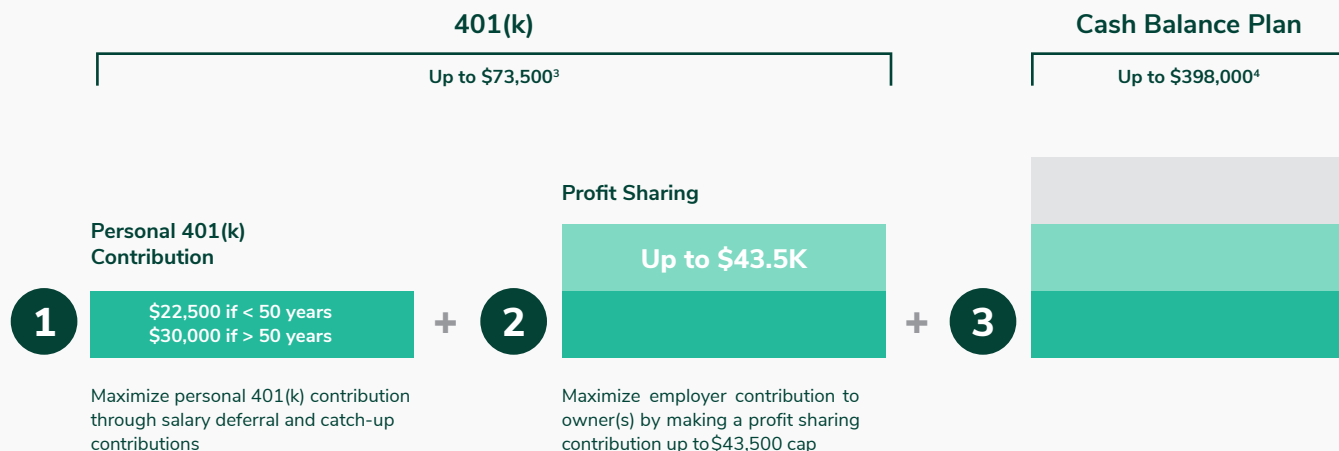 401(k)
Cash Balance Plan
Up to $73,500³
Up to $398,000⁴
Profit Sharing
Personal 401(k)
Contribution
Up to $43.5K
1
$22,500 if < 50 years
$30,000 if > 50 years
+
2
+
3
Maximize personal 401(k) contribution
through salary deferral and catch-up
contributions
Maximize employer contribution to
owner(s) by making a profit sharing
contribution up to $43,500 cap